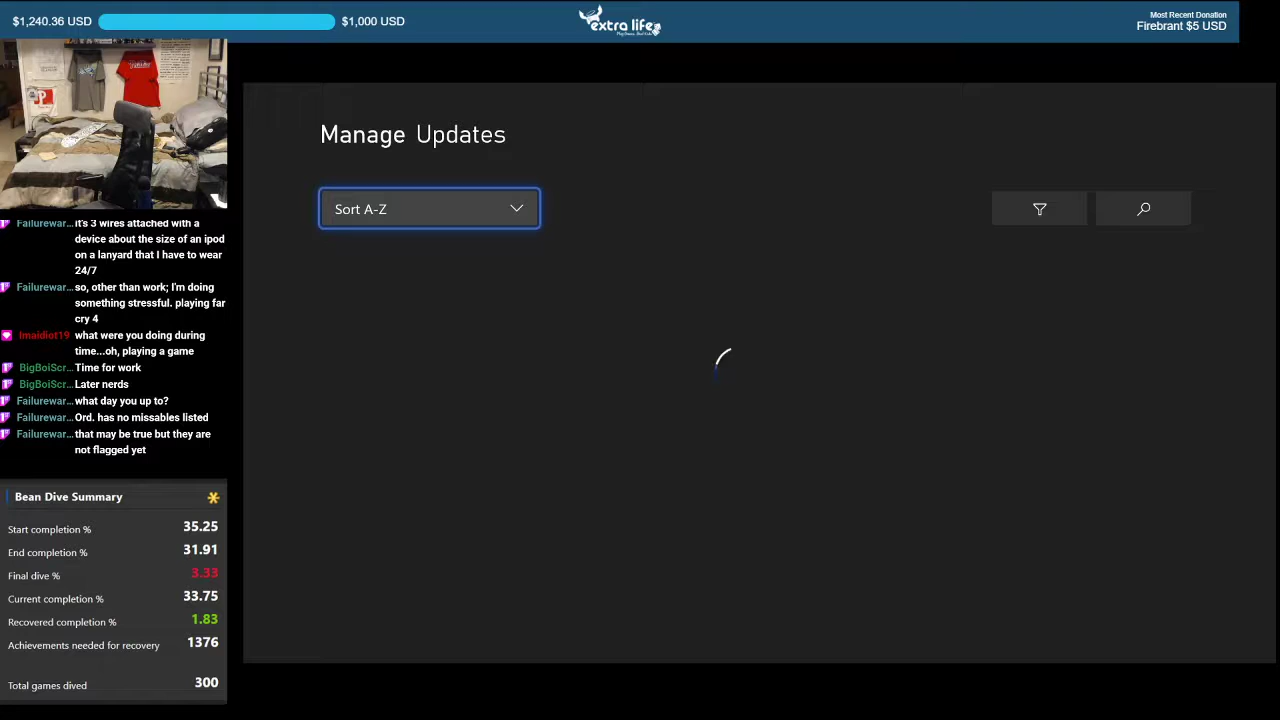 $1,240.36 USD
$1,000 USD
extra life
Most Recent Donation
Firebrant $5 USD
Manage Updates
Sort A-Z
Failurewar... it's 3 wires attached with a
device about the size of an ipod
on a lanyard that I have to wear
24/7
Failurewar... so, other than work; I'm doing
something stressful. playing far
cry 4
Imaidiot19 what were you doing during
time...oh, playing a game
BigBoiScr... Time for work
BigBoiScr... Later nerds
Failurewar... what day you up to?
Failurewar... Ord. has no missables listed
Failurewar... that may be true but they are
not flagged yet
Bean Dive Summary
Start completion % 35.25
End completion % 31.91
Final dive % 3.33
Current completion % 33.75
Recovered completion % 1.83
Achievements needed for recovery 1376
Total games dived 300